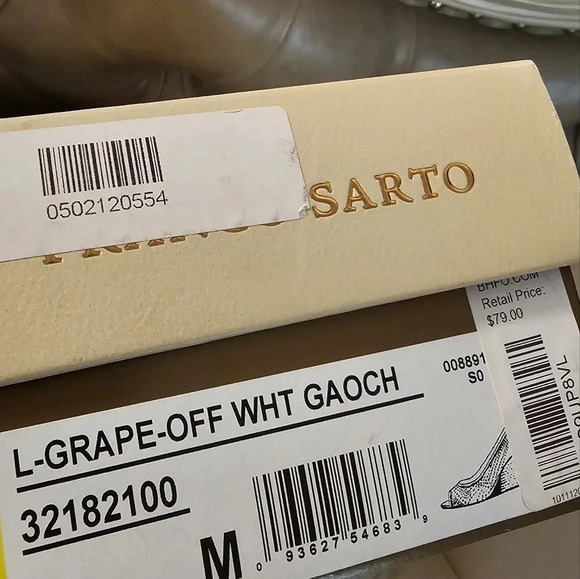 0502120554
SARTO
BHFO.COM
Retail Price:
$79.00
L-GRAPE-OFF WHT GAOCH
008891
S0
32182100
M
0 93627 54683 9